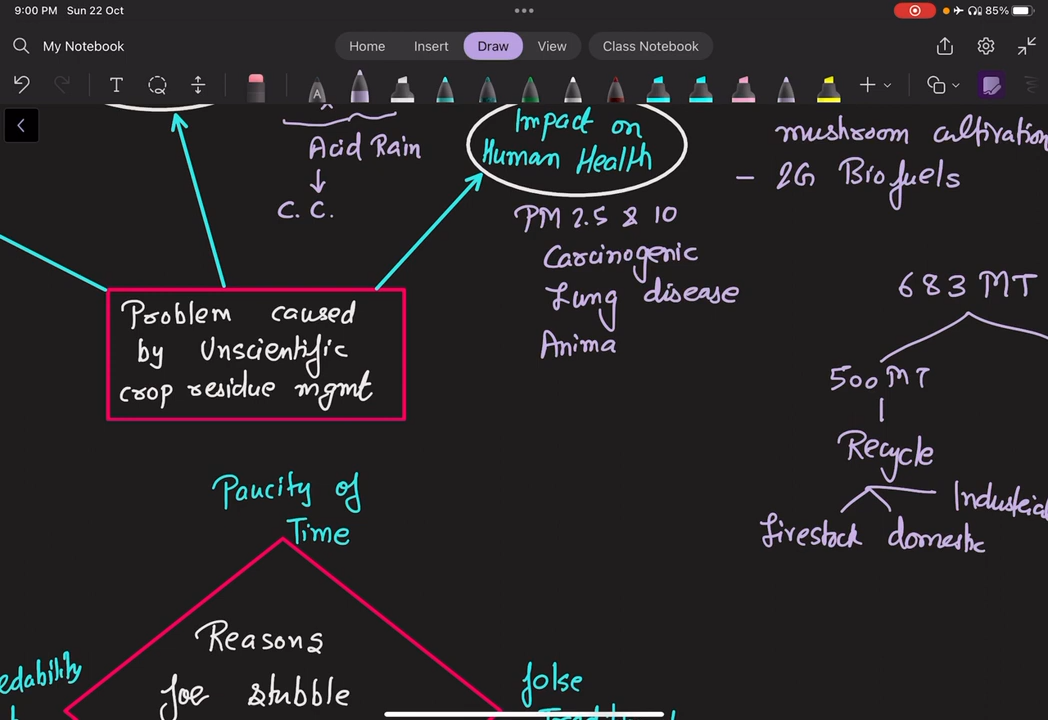 9:00 PM Sun 22 Oct
85%
My Notebook
Home Insert Draw View Class Notebook
Impact on
Human Health
mushroom cultivation
- 2G Biofuels
Acid Rain
C. C.
PM 2.5 & 10
Carcinogenic
Lung disease
Anima
683 MT
500 MT
Recycle
Livestock domestic Industrial
Problem caused
by Unscientific
crop residue mgmt
Paucity of
Time
Reasons
for stubble
false